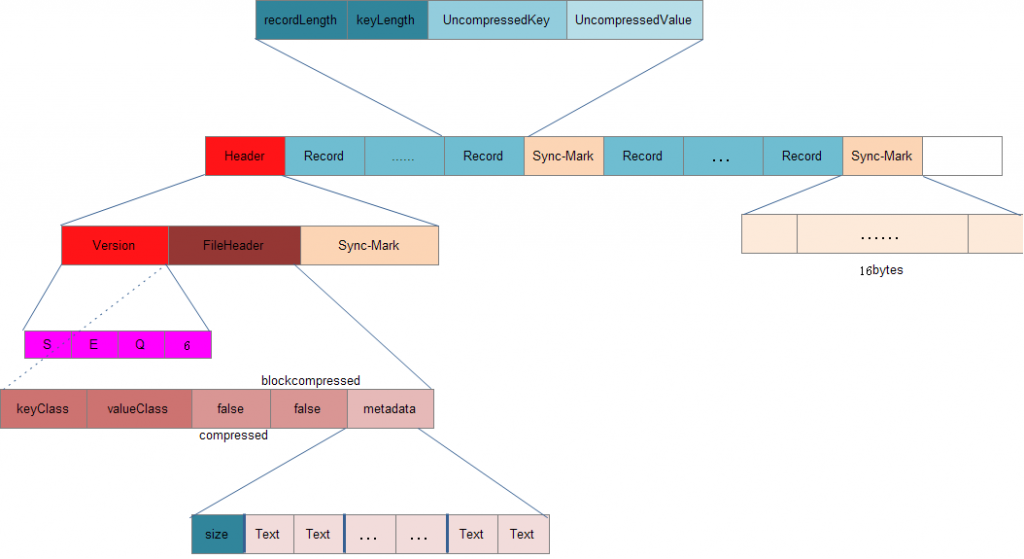 recordLength keyLength UncompressedKey UncompressedValue
Header Record ...... Record Sync-Mark Record ... Record Sync-Mark
Version FileHeader Sync-Mark
......
16bytes
S E Q 6
blockcompressed
keyClass valueClass false false metadata
compressed
size Text Text ... ... Text Text